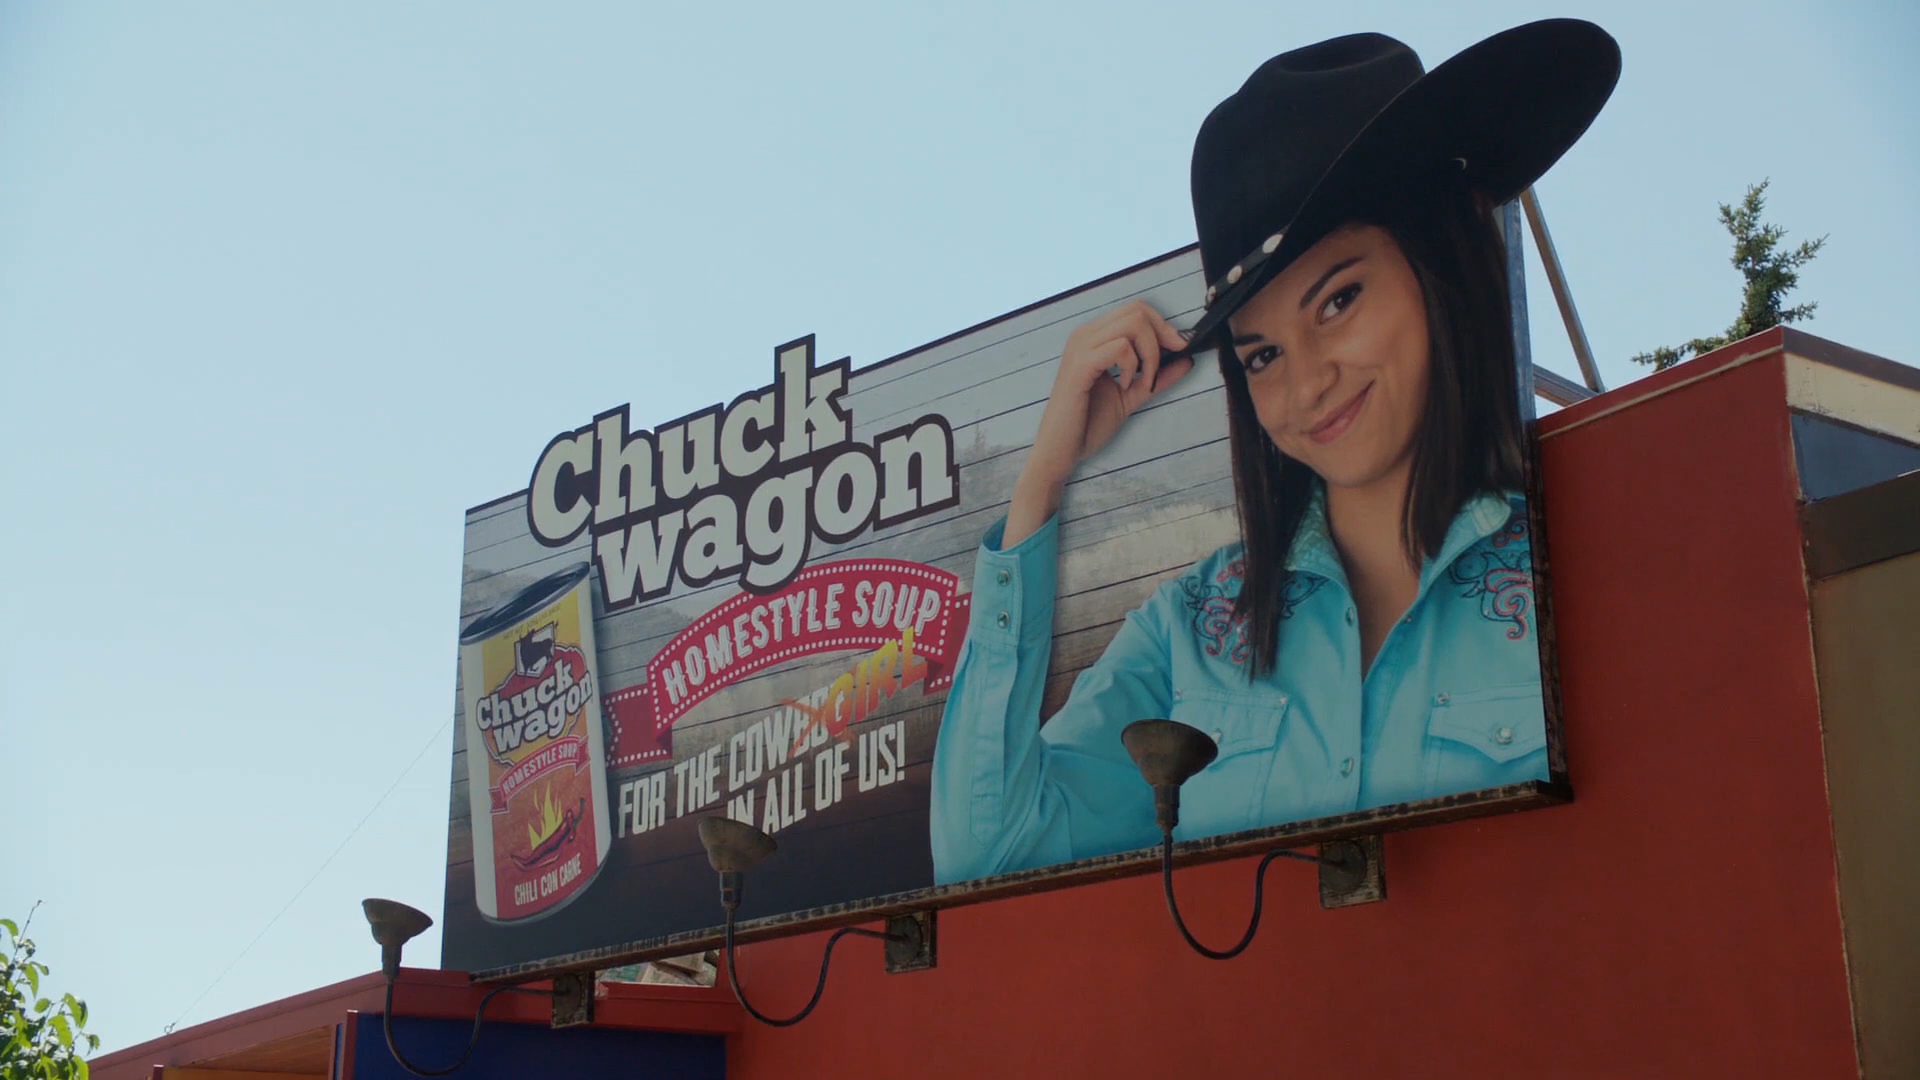 Chuck
wagon
HOMESTYLE SOUP
FOR THE COWBOY GIRL
IN ALL OF US!
Chuck
wagon
HOMESTYLE SOUP
CHILI CON CARNE